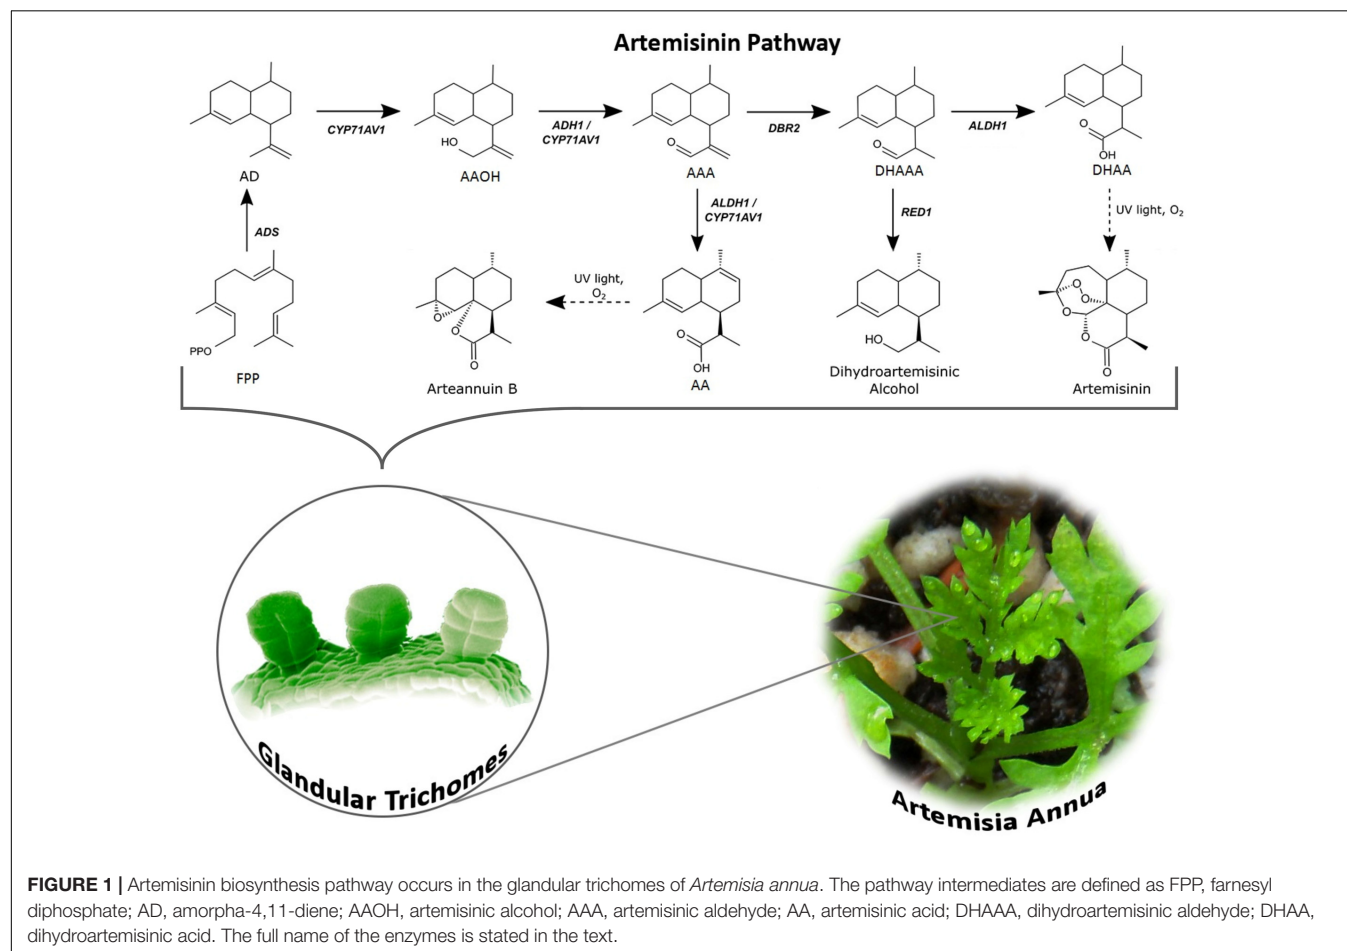 Artemisinin Pathway
CYP71AV1
ADH1 /
CYP71AV1
DBR2
ALDH1
HO
O
O
O
OH
AD
AAOH
AAA
DHAAA
DHAA
ADS
ALDH1 /
CYP71AV1
RED1
UV light, O₂
UV light,
O₂
PPO
O
O
O
O
OH
HO
O
O
O
O
O
O
FPP
Arteannuin B
AA
Dihydroartemisinic
Alcohol
Artemisinin
Glandular Trichomes
Artemisia Annua
FIGURE 1 | Artemisinin biosynthesis pathway occurs in the glandular trichomes of Artemisia annua. The pathway intermediates are defined as FPP, farnesyl
diphosphate; AD, amorpha-4,11-diene; AAOH, artemisinic alcohol; AAA, artemisinic aldehyde; AA, artemisinic acid; DHAAA, dihydroartemisinic aldehyde; DHAA,
dihydroartemisinic acid. The full name of the enzymes is stated in the text.